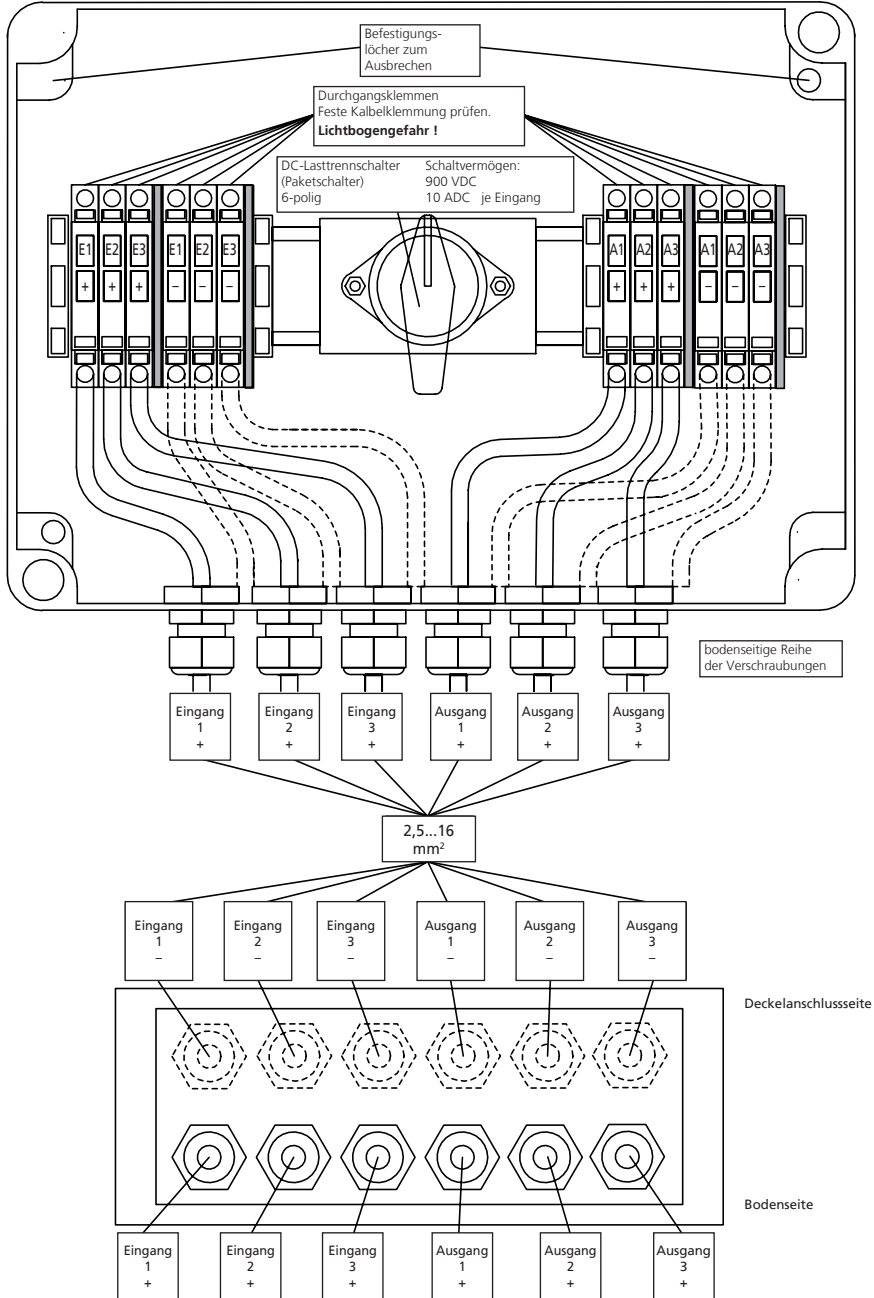 Befestigungs-
löcher zum
Ausbrechen
Durchgangsklemmen
Feste Kalbelklemmung prüfen.
Lichtbogengefahr !
DC-Lasttrennschalter Schaltvermögen:
(Paketschalter) 900 VDC
6-polig 10 ADC je Eingang
E1 E2 E3 E1 E2 E3 A1 A2 A3 A1 A2 A3
+ + + – – – + + + – – –
bodenseitige Reihe
der Verschraubungen
Eingang Eingang Eingang Ausgang Ausgang Ausgang
1 2 3 1 2 3
+ + + + + +
2,5...16
mm²
Eingang Eingang Eingang Ausgang Ausgang Ausgang
1 2 3 1 2 3
– – – – – –
Deckelanschlussseite
Bodenseite
Eingang Eingang Eingang Ausgang Ausgang Ausgang
1 2 3 1 2 3
+ + + + + +